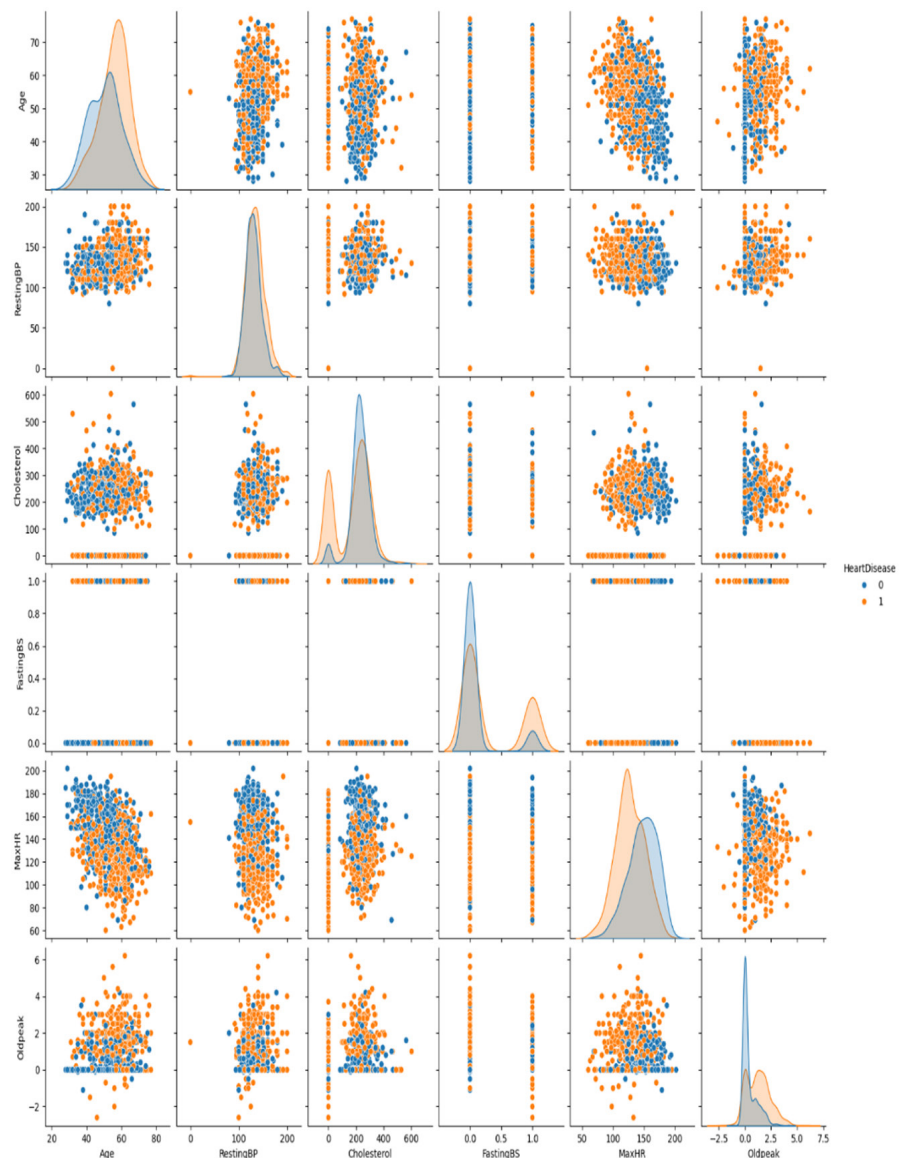 70
60
50
40
30
Age
200
150
100
50
0
RestingBP
600
500
400
300
200
100
0
Cholesterol
1.0
0.8
0.6
0.4
0.2
0.0
FastingBS
HeartDisease
0
1
200
180
160
140
120
100
80
60
MaxHR
6
4
2
0
−2
Oldpeak
20 40 60 80
0 100 200
0 200 400 600
0.0 0.5 1.0
50 100 150 200
−2.5 0.0 2.5 5.0 7.5
Age RestingBP Cholesterol FastingBS MaxHR Oldpeak